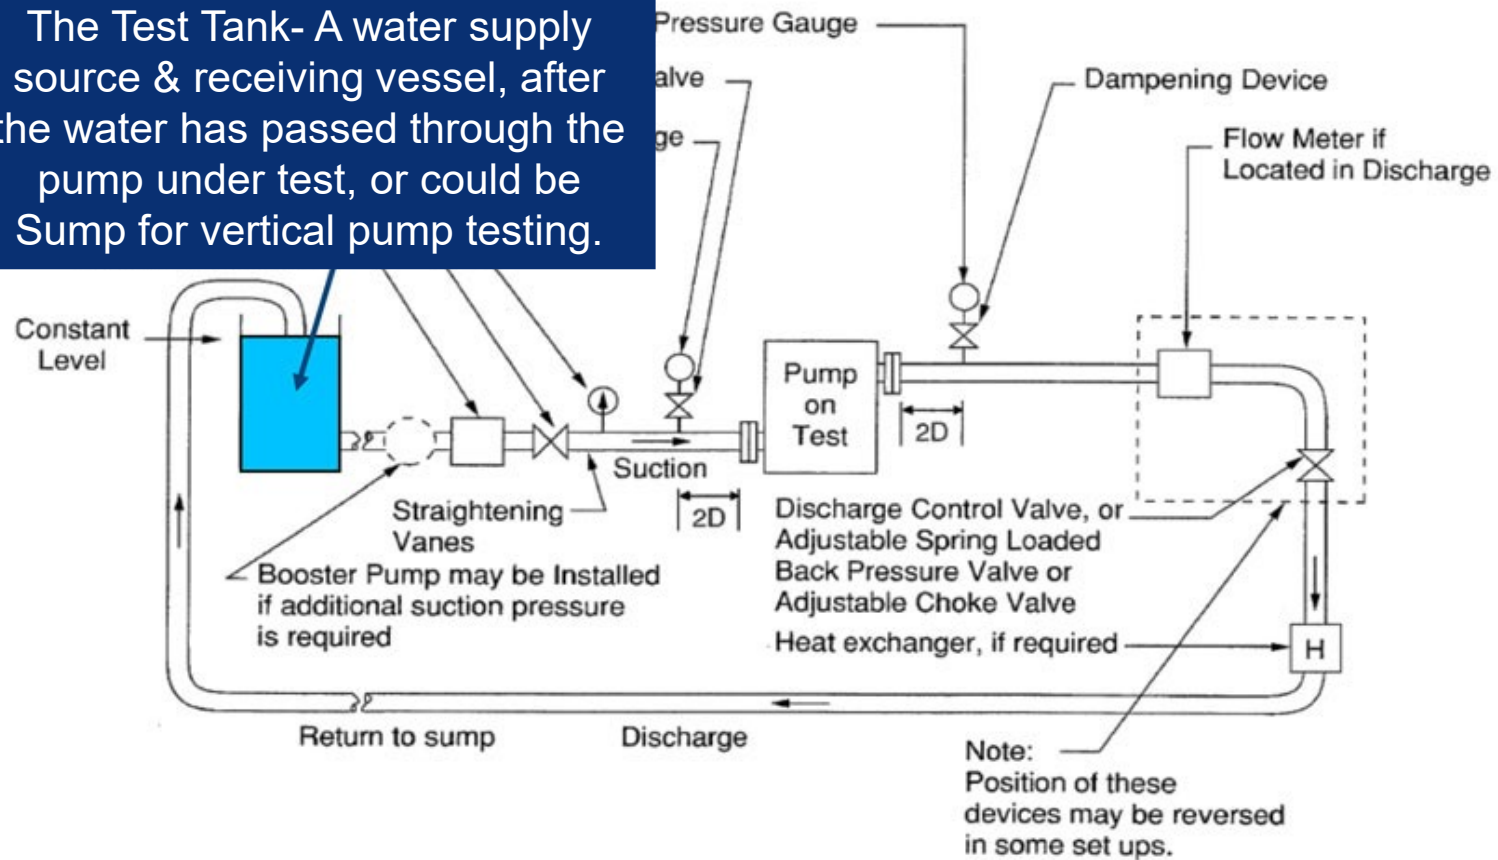 The Test Tank- A water supply
source & receiving vessel, after
the water has passed through the
pump under test, or could be
Sump for vertical pump testing.
Pressure Gauge
Dampening Device
Flow Meter if
Located in Discharge
Constant
Level
Pump
on
Test
2D
Suction
2D
Straightening
Vanes
Booster Pump may be Installed
if additional suction pressure
is required
Discharge Control Valve, or
Adjustable Spring Loaded
Back Pressure Valve or
Adjustable Choke Valve
Heat exchanger, if required
H
Return to sump
Discharge
Note:
Position of these
devices may be reversed
in some set ups.